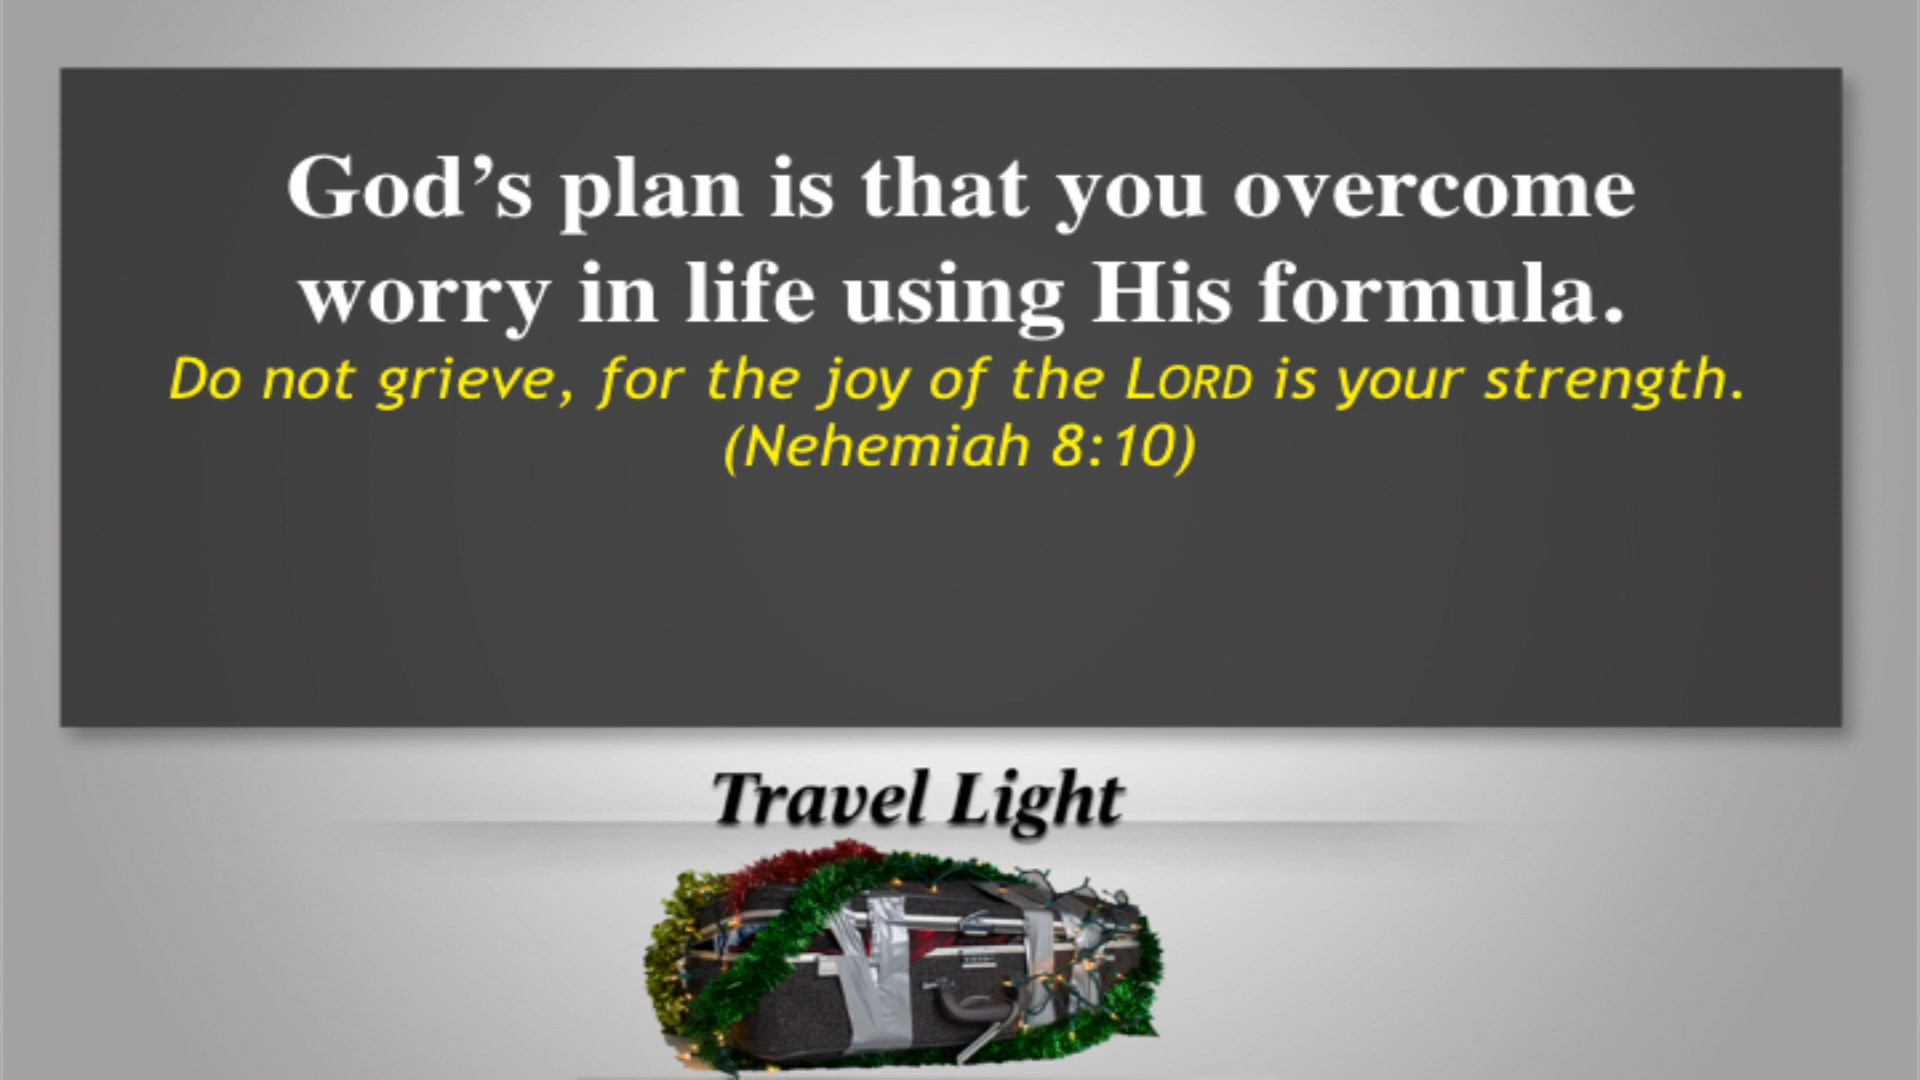 God’s plan is that you overcome
worry in life using His formula.
Do not grieve, for the joy of the LORD is your strength.
(Nehemiah 8:10)
Travel Light